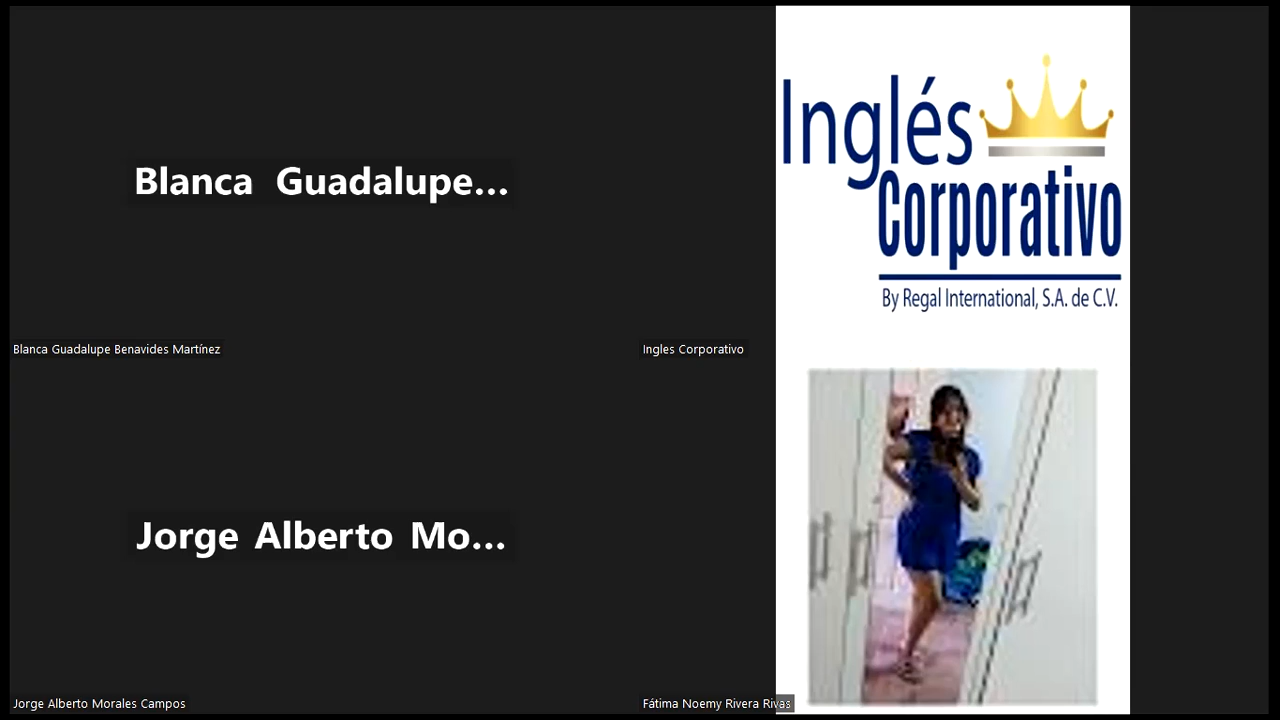 Blanca Guadalupe...
Blanca Guadalupe Benavides Martínez
Inglés
Corporativo
By Regal International, S.A. de C.V.
Ingles Corporativo
Jorge Alberto Mo...
Jorge Alberto Morales Campos
Fátima Noemy Rivera Rivas